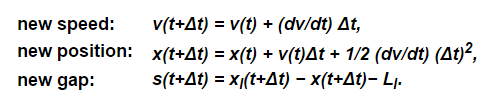 new speed: v(t+Δt) = v(t) + (dv/dt) Δt,
new position: x(t+Δt) = x(t) + v(t)Δt + 1/2 (dv/dt) (Δt)²,
new gap: s(t+Δt) = xₗ(t+Δt) − x(t+Δt)− Lₗ.